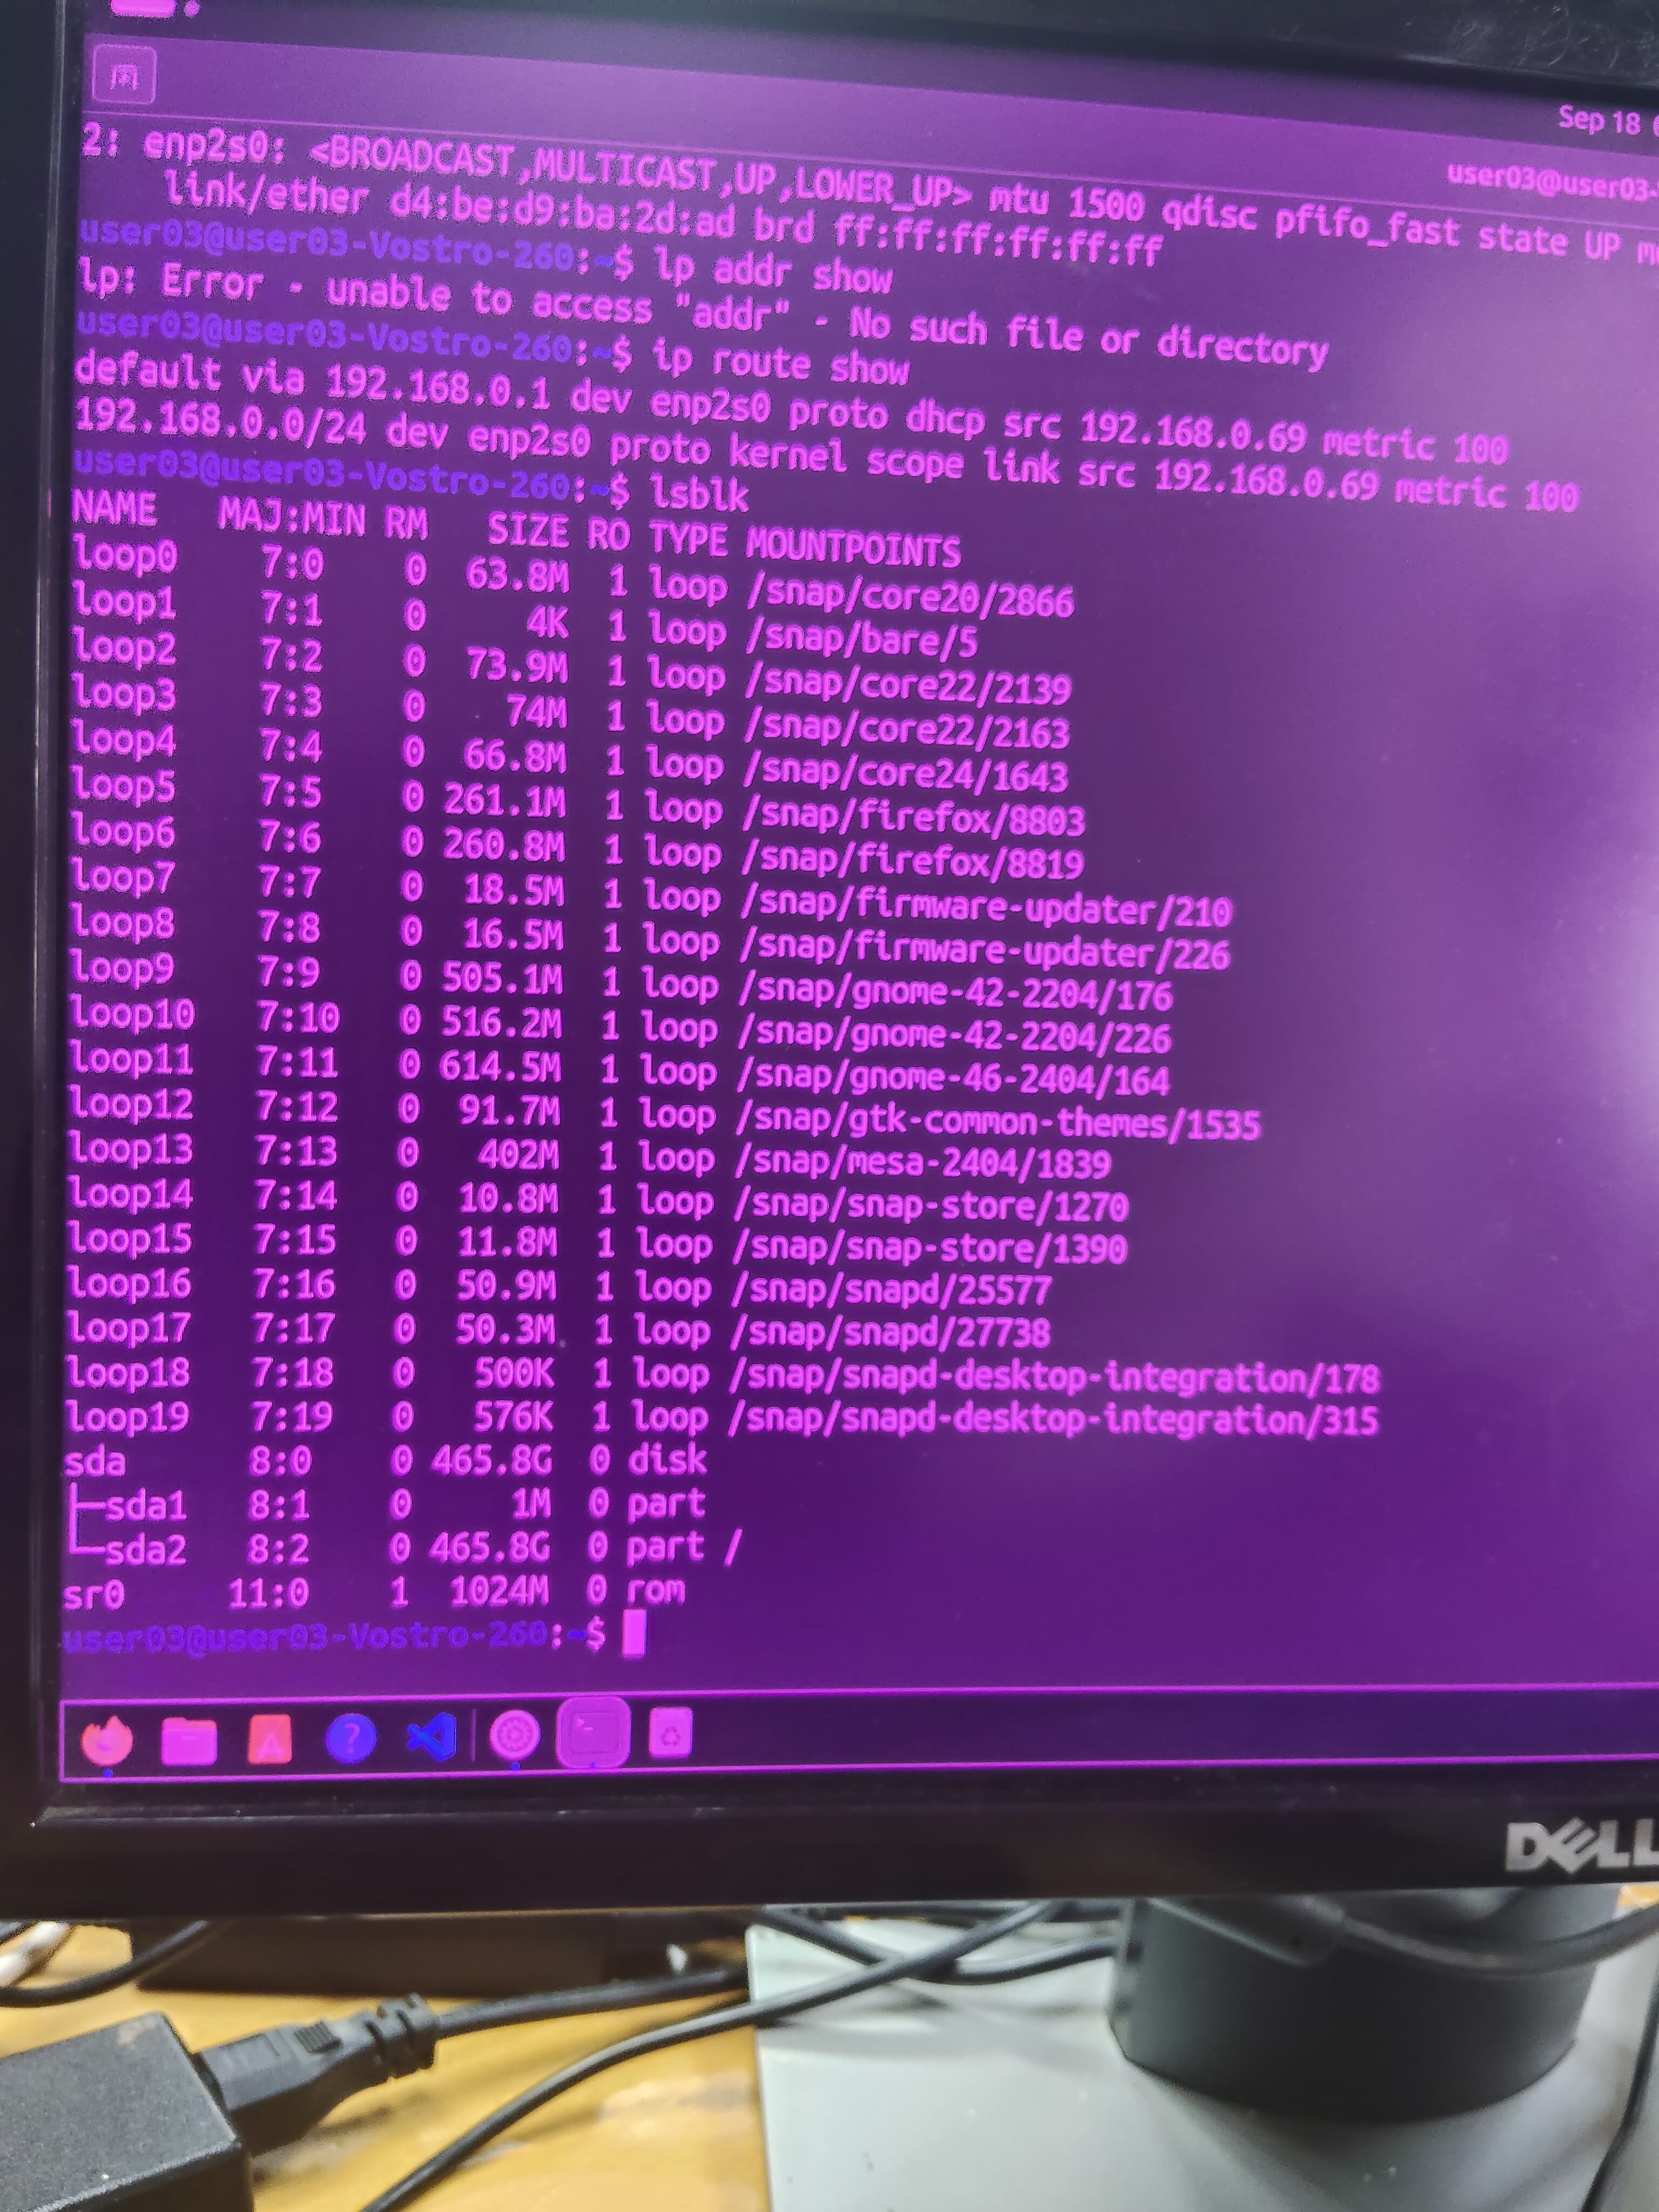 Sep 18
user03@user03-
2: enp2s0: <BROADCAST,MULTICAST,UP,LOWER_UP> mtu 1500 qdisc pfifo_fast state UP m
    link/ether d4:be:d9:ba:2d:ad brd ff:ff:ff:ff:ff:ff
user03@user03-Vostro-260:~$ lp addr show
lp: Error - unable to access "addr" - No such file or directory
user03@user03-Vostro-260:~$ ip route show
default via 192.168.0.1 dev enp2s0 proto dhcp src 192.168.0.69 metric 100
192.168.0.0/24 dev enp2s0 proto kernel scope link src 192.168.0.69 metric 100
user03@user03-Vostro-260:~$ lsblk
NAME   MAJ:MIN RM   SIZE RO TYPE MOUNTPOINTS
loop0    7:0    0  63.8M  1 loop /snap/core20/2866
loop1    7:1    0     4K  1 loop /snap/bare/5
loop2    7:2    0  73.9M  1 loop /snap/core22/2139
loop3    7:3    0    74M  1 loop /snap/core22/2163
loop4    7:4    0  66.8M  1 loop /snap/core24/1643
loop5    7:5    0 261.1M  1 loop /snap/firefox/8803
loop6    7:6    0 260.8M  1 loop /snap/firefox/8819
loop7    7:7    0  18.5M  1 loop /snap/firmware-updater/210
loop8    7:8    0  16.5M  1 loop /snap/firmware-updater/226
loop9    7:9    0 505.1M  1 loop /snap/gnome-42-2204/176
loop10   7:10   0 516.2M  1 loop /snap/gnome-42-2204/226
loop11   7:11   0 614.5M  1 loop /snap/gnome-46-2404/164
loop12   7:12   0  91.7M  1 loop /snap/gtk-common-themes/1535
loop13   7:13   0   402M  1 loop /snap/mesa-2404/1839
loop14   7:14   0  10.8M  1 loop /snap/snap-store/1270
loop15   7:15   0  11.8M  1 loop /snap/snap-store/1390
loop16   7:16   0  50.9M  1 loop /snap/snapd/25577
loop17   7:17   0  50.3M  1 loop /snap/snapd/27738
loop18   7:18   0   500K  1 loop /snap/snapd-desktop-integration/178
loop19   7:19   0   576K  1 loop /snap/snapd-desktop-integration/315
sda      8:0    0 465.8G  0 disk
├─sda1   8:1    0     1M  0 part
└─sda2   8:2    0 465.8G  0 part /
sr0     11:0    1  1024M  0 rom
user03@user03-Vostro-260:~$
DELL